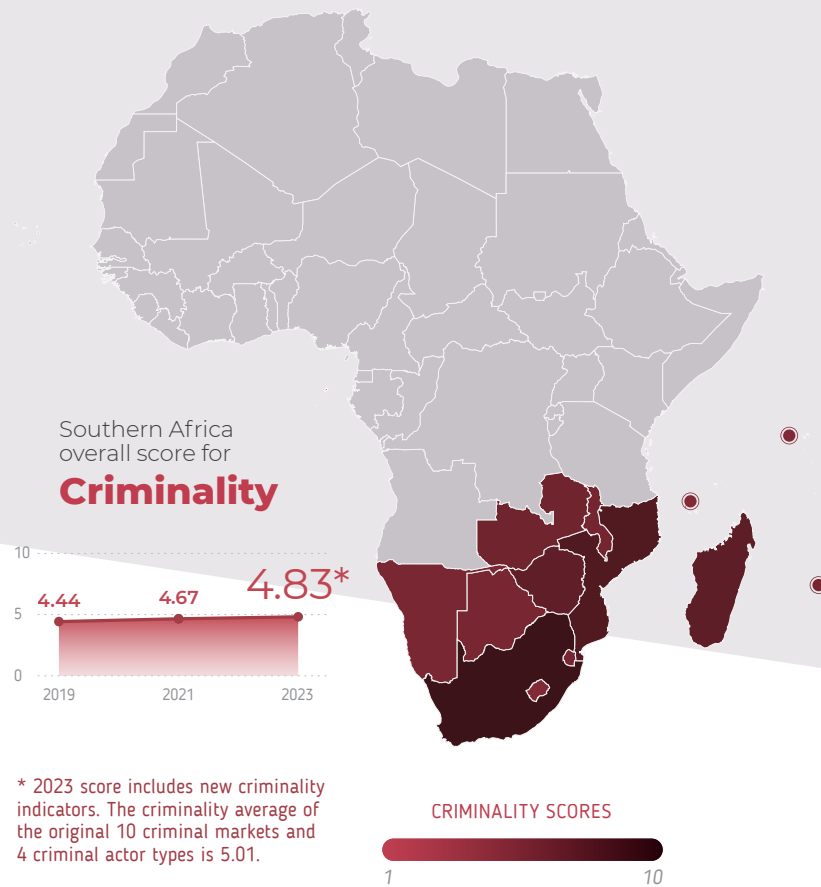 Southern Africa
overall score for
Criminality
10
4.83*
4.67
4.44
5
0
2019
2021
2023
* 2023 score includes new criminality
indicators. The criminality average of
the original 10 criminal markets and
4 criminal actor types is 5.01.
CRIMINALITY SCORES
1
10